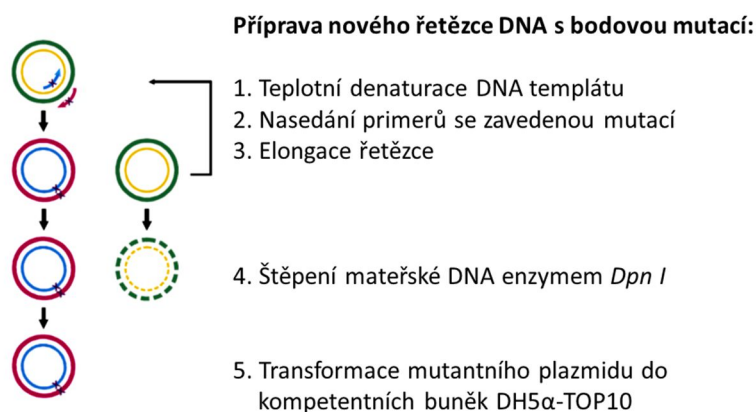 Příprava nového řetězce DNA s bodovou mutací:
1. Teplotní denaturace DNA templátu
2. Nasedání primerů se zavedenou mutací
3. Elongace řetězce
4. Štěpení mateřské DNA enzymem Dpn I
5. Transformace mutantního plazmidu do
kompetentních buněk DH5α-TOP10